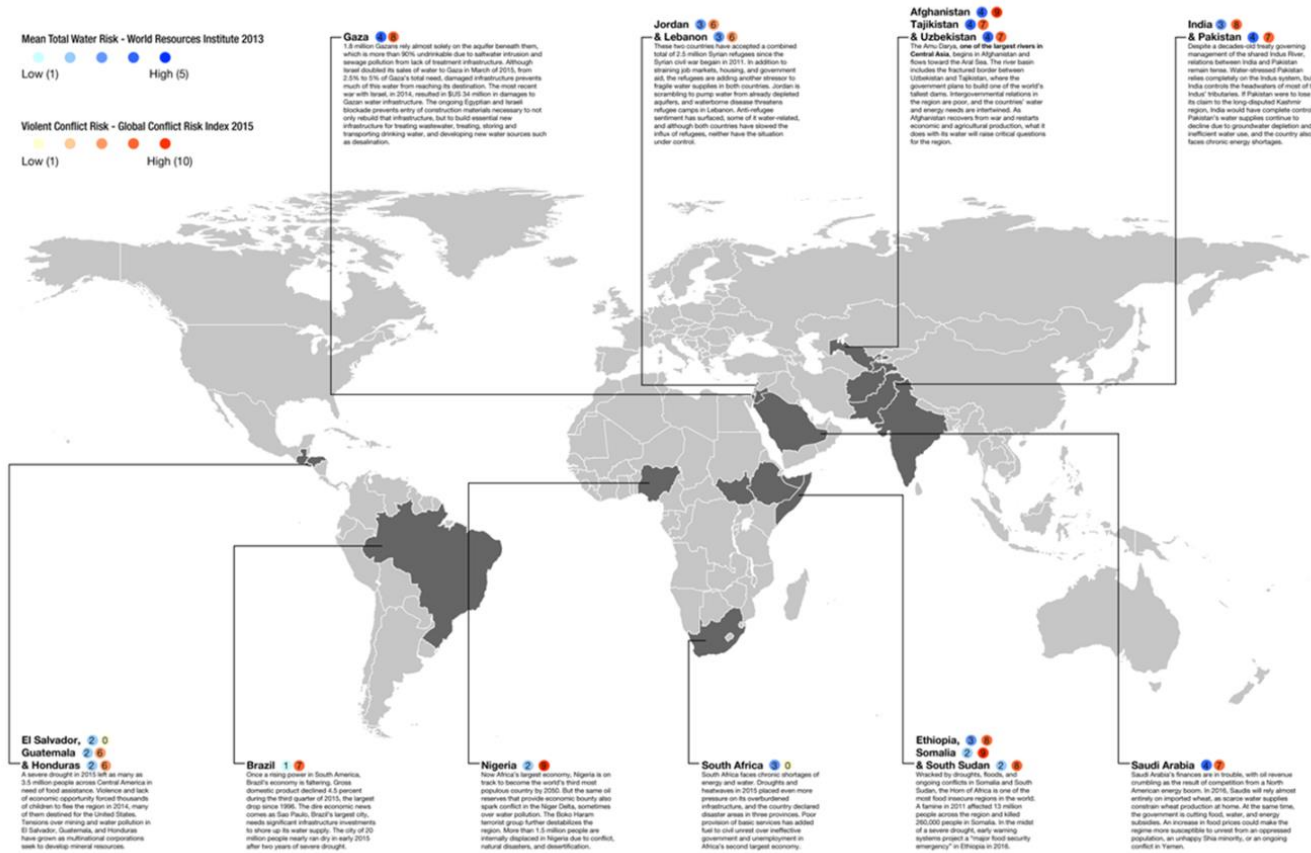 Mean Total Water Risk - World Resources Institute 2013
Low (1) High (5)
Violent Conflict Risk - Global Conflict Risk Index 2015
Low (1) High (10)
Gaza 4 8
1.8 million Gazans rely almost solely on the aquifer beneath them,
which is more than 90% undrinkable due to saltwater intrusion and
sewage pollution from lack of treatment infrastructure. Although
Israel doubled its sales of water to Gaza in March of 2015, from
2.5% to 5% of Gaza's total need, damaged infrastructure prevents
much of this water from reaching its destination. The most recent
war with Israel, in 2014, resulted in $US 34 million in damages to
Gazan water infrastructure. The ongoing Egyptian and Israeli
blockade prevents entry of construction materials necessary to not
only rebuild that infrastructure, but to build essential new
infrastructure for treating wastewater, treating, storing and
transporting drinking water, and developing new water sources such
as desalination.
Jordan 3 6
& Lebanon 3 6
These two countries have accepted a combined
total of 2.5 million Syrian refugees since the
Syrian civil war began in 2011. In addition to
straining job markets, housing, and government
aid, the refugees are adding another stressor to
fragile water supplies in both countries. Jordan is
scrambling to pump water from already depleted
aquifers, and waterborne disease threatens
refugee camps in Lebanon. Anti-refugee
sentiment has surfaced, some of it water-related,
and although both countries have slowed the
influx of refugees, neither have the situation
under control.
Afghanistan 4 9
Tajikistan 4 7
& Uzbekistan 4 7
The Amu Darya, one of the largest rivers in
Central Asia, begins in Afghanistan and
flows toward the Aral Sea. The river basin
includes the fractured border between
Uzbekistan and Tajikistan, where the
government plans to build one of the world's
tallest dams. Intergovernmental relations in
the region are poor, and the countries' water
and energy needs are intertwined. As
Afghanistan recovers from war and restarts
economic and agricultural production, what it
does with its water will raise critical questions
for the region.
India 3 8
& Pakistan 4 7
Despite a decades-old treaty governing
management of the shared Indus River,
relations between India and Pakistan
remain tense. Water-stressed Pakistan
relies completely on the Indus system, but
India controls the headwaters of most of
Indus' tributaries. If Pakistan were to lose
its claim to the long-disputed Kashmir
region, India would have complete control
Pakistan's water supplies continue to
decline due to groundwater depletion and
inefficient water use, and the country also
faces chronic energy shortages.
El Salvador, 2 0
Guatemala 2 6
& Honduras 2 6
A severe drought in 2015 left as many as
3.5 million people across Central America in
need of food assistance. Violence and lack
of economic opportunity forced thousands
of children to flee the region in 2014, many
of them destined for the United States.
Tensions over mining and water pollution in
El Salvador, Guatemala, and Honduras
have grown as multinational corporations
seek to develop mineral resources.
Brazil 1 7
Once a rising power in South America,
Brazil's economy is faltering. Gross
domestic product declined 4.5 percent
during the third quarter of 2015, the largest
drop since 1996. The dire economic news
comes as Sao Paulo, Brazil's largest city,
needs significant infrastructure investments
to shore up its water supply. The city of 20
million people nearly ran dry in early 2015
after two years of severe drought.
Nigeria 2
Now Africa's largest economy, Nigeria is on
track to become the world's third most
populous country by 2050. But the same oil
reserves that provide economic bounty also
spark conflict in the Niger Delta, sometimes
over water pollution. The Boko Haram
terrorist group further destabilizes the
region. More than 1.5 million people are
internally displaced in Nigeria due to conflict,
natural disasters, and desertification.
South Africa 3 0
South Africa faces chronic shortages of
energy and water. Droughts and
heatwaves in 2015 placed even more
pressure on its overburdened
infrastructure, and the country declared
disaster areas in three provinces. Poor
provision of basic services has added
fuel to civil unrest over ineffective
government and unemployment in
Africa's second largest economy.
Ethiopia, 3 8
Somalia 2 9
& South Sudan 2 8
Wracked by droughts, floods, and
ongoing conflicts in Somalia and South
Sudan, the Horn of Africa is one of the
most food insecure regions in the world.
A famine in 2011 affected 13 million
people across the region and killed
260,000 people in Somalia. In the midst
of a severe drought, early warning
systems project a "major food security
emergency" in Ethiopia in 2016.
Saudi Arabia 4 7
Saudi Arabia's finances are in trouble, with oil revenue
crumbling as the result of competition from a North
American energy boom. In 2016, Saudis will rely almost
entirely on imported wheat, as scarce water supplies
constrain wheat production at home. At the same time,
the government is cutting food, water, and energy
subsidies. An increase in food prices could make the
regime more susceptible to unrest from an oppressed
population, an unhappy Shia minority, or an ongoing
conflict in Yemen.